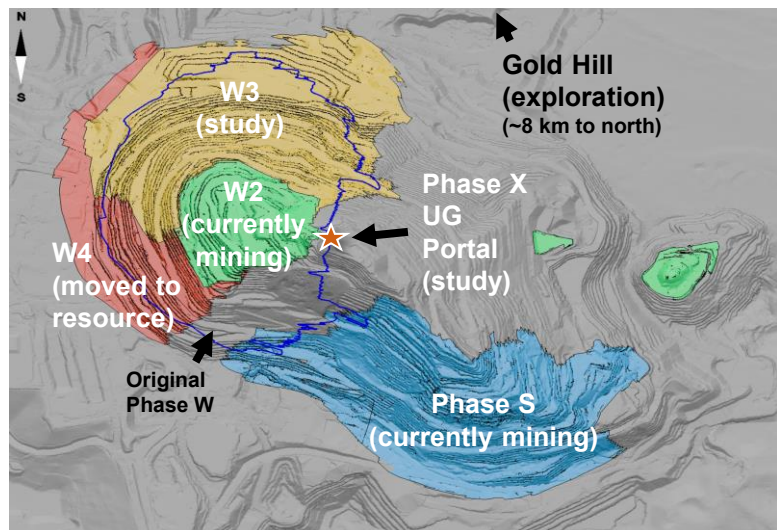 N
S
Gold Hill
(exploration)
(~8 km to north)
W3
(study)
Phase X
UG
Portal
(study)
W2
(currently
mining)
W4
(moved to
resource)
Original
Phase W
Phase S
(currently mining)